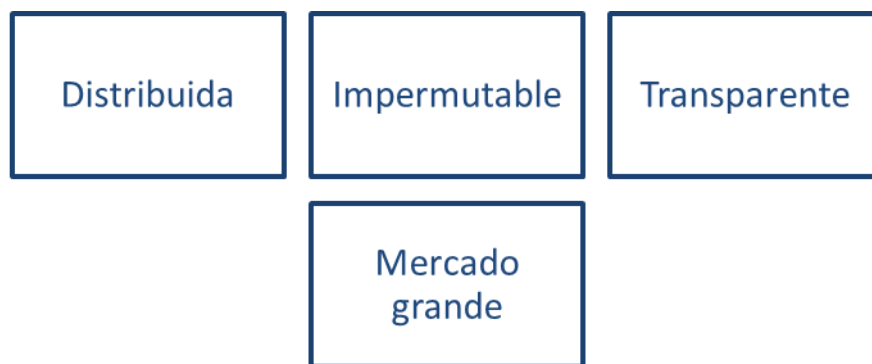 Distribuida
Impermutable
Transparente
Mercado
grande